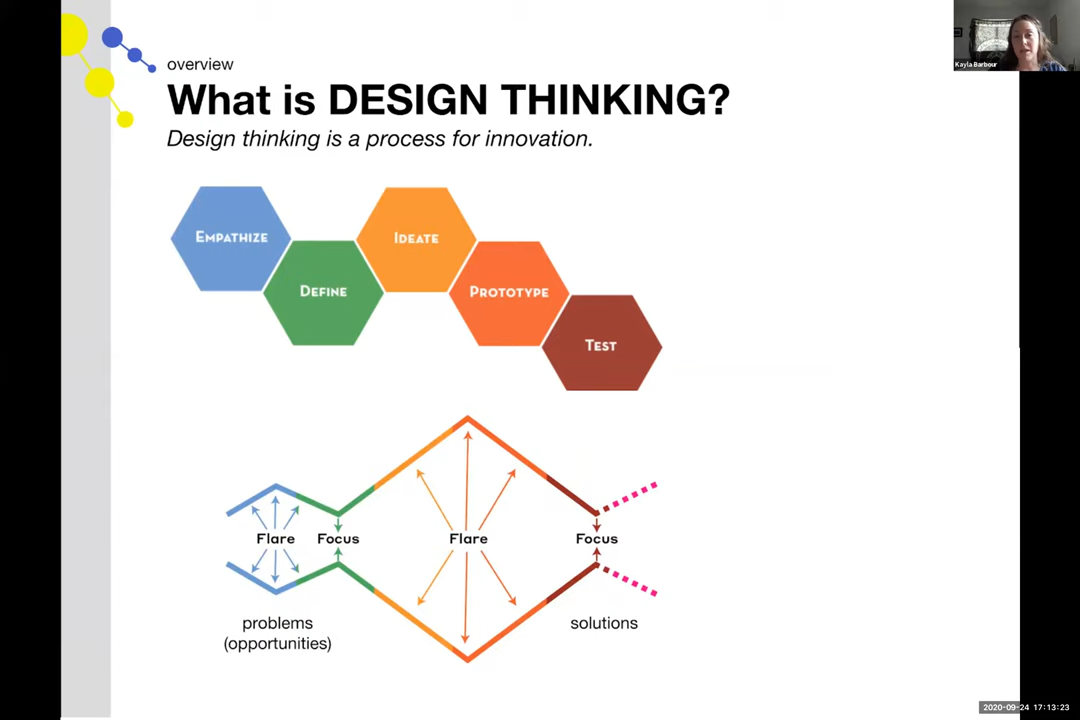 overview
Kayla Barbour
What is DESIGN THINKING?
Design thinking is a process for innovation.
EMPATHIZE
IDEATE
DEFINE
PROTOTYPE
TEST
Flare
Focus
Flare
Focus
problems
(opportunities)
solutions
2020-09-24 17:13:23